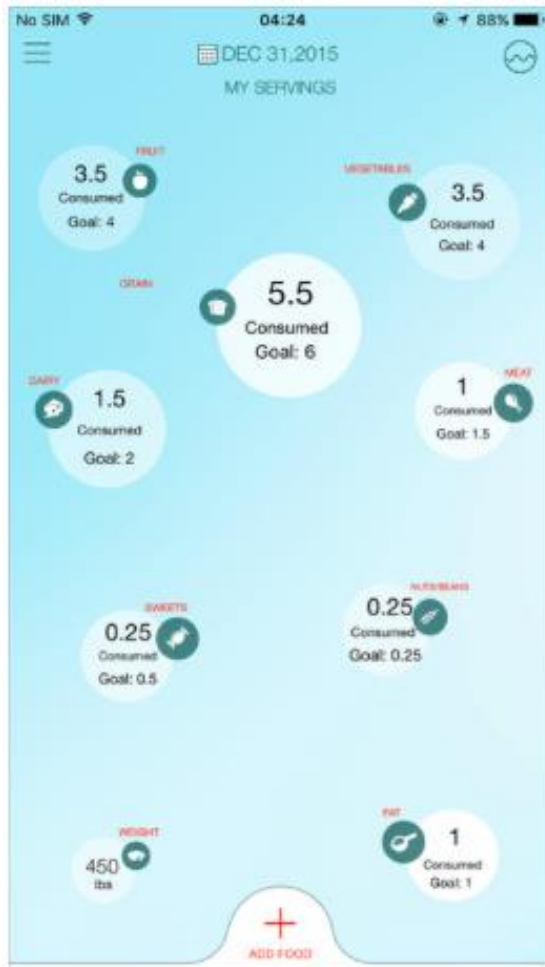 No SIM 04:24 88%
DEC 31,2015
MY SERVINGS
FRUIT
3.5
Consumed
Goal: 4
VEGETABLES
3.5
Consumed
Goal: 4
GRAIN
5.5
Consumed
Goal: 6
DAIRY
1.5
Consumed
Goal: 2
MEAT
1
Consumed
Goal: 1.5
SWEETS
0.25
Consumed
Goal: 0.5
NUTS/BEANS
0.25
Consumed
Goal: 0.25
WEIGHT
450
lbs
FAT
1
Consumed
Goal: 1
ADD FOOD